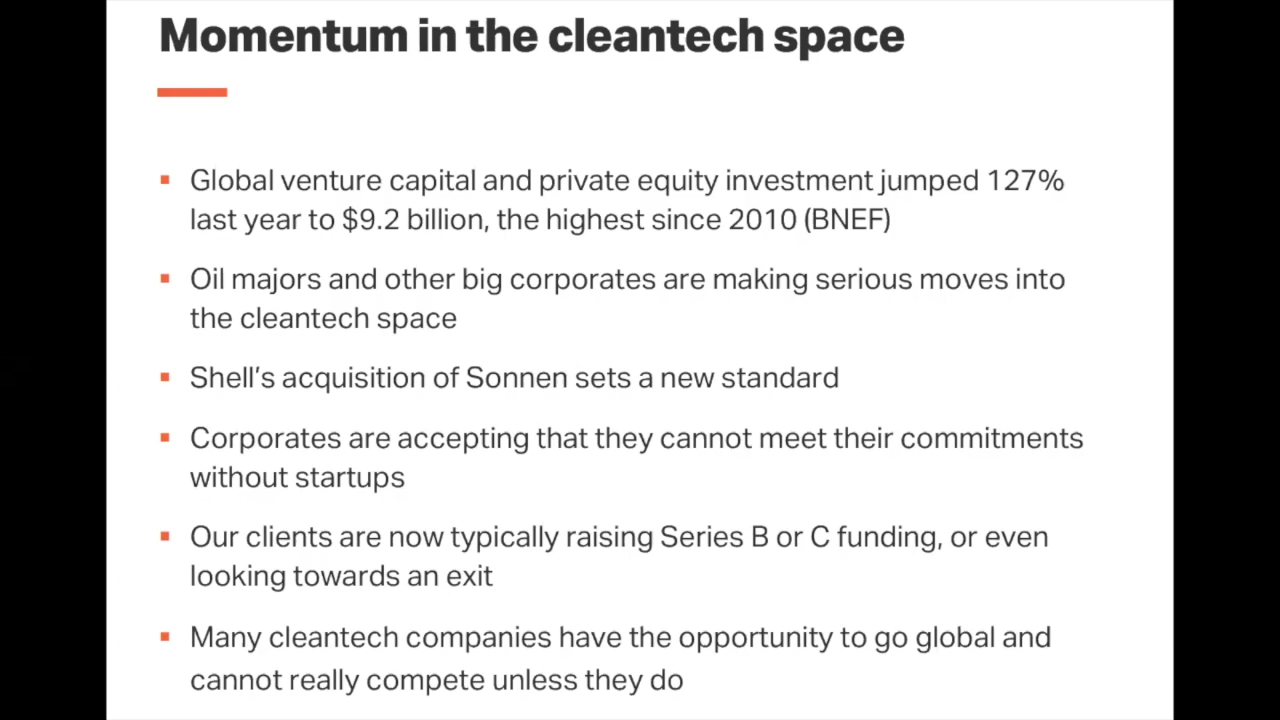 Momentum in the cleantech space
▪ Global venture capital and private equity investment jumped 127%
last year to $9.2 billion, the highest since 2010 (BNEF)
▪ Oil majors and other big corporates are making serious moves into
the cleantech space
▪ Shell’s acquisition of Sonnen sets a new standard
▪ Corporates are accepting that they cannot meet their commitments
without startups
▪ Our clients are now typically raising Series B or C funding, or even
looking towards an exit
▪ Many cleantech companies have the opportunity to go global and
cannot really compete unless they do